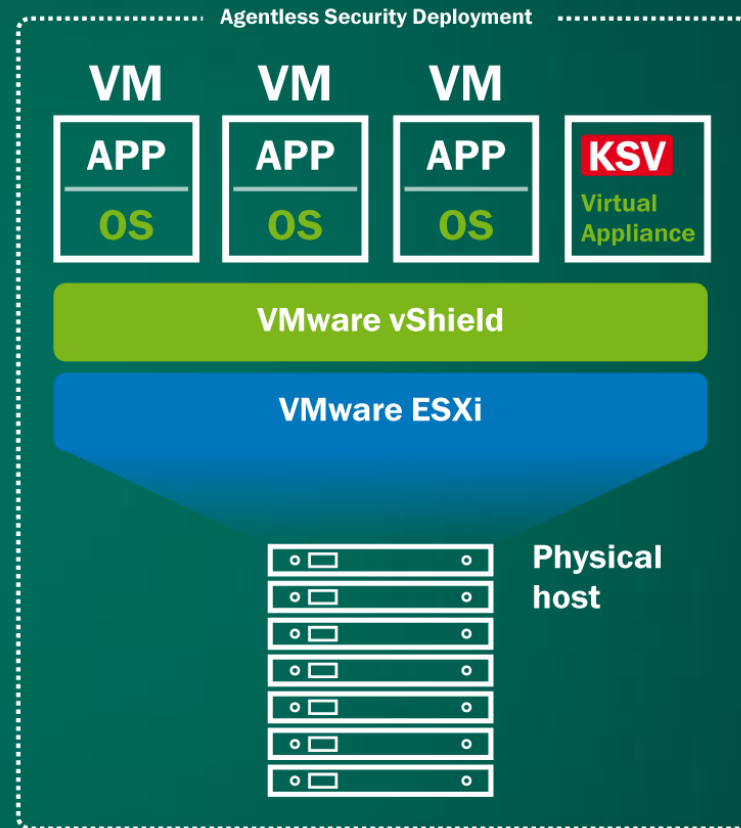 Agentless Security Deployment
VM VM VM
APP APP APP KSV
OS OS OS Virtual
Appliance
VMware vShield
VMware ESXi
Physical
host